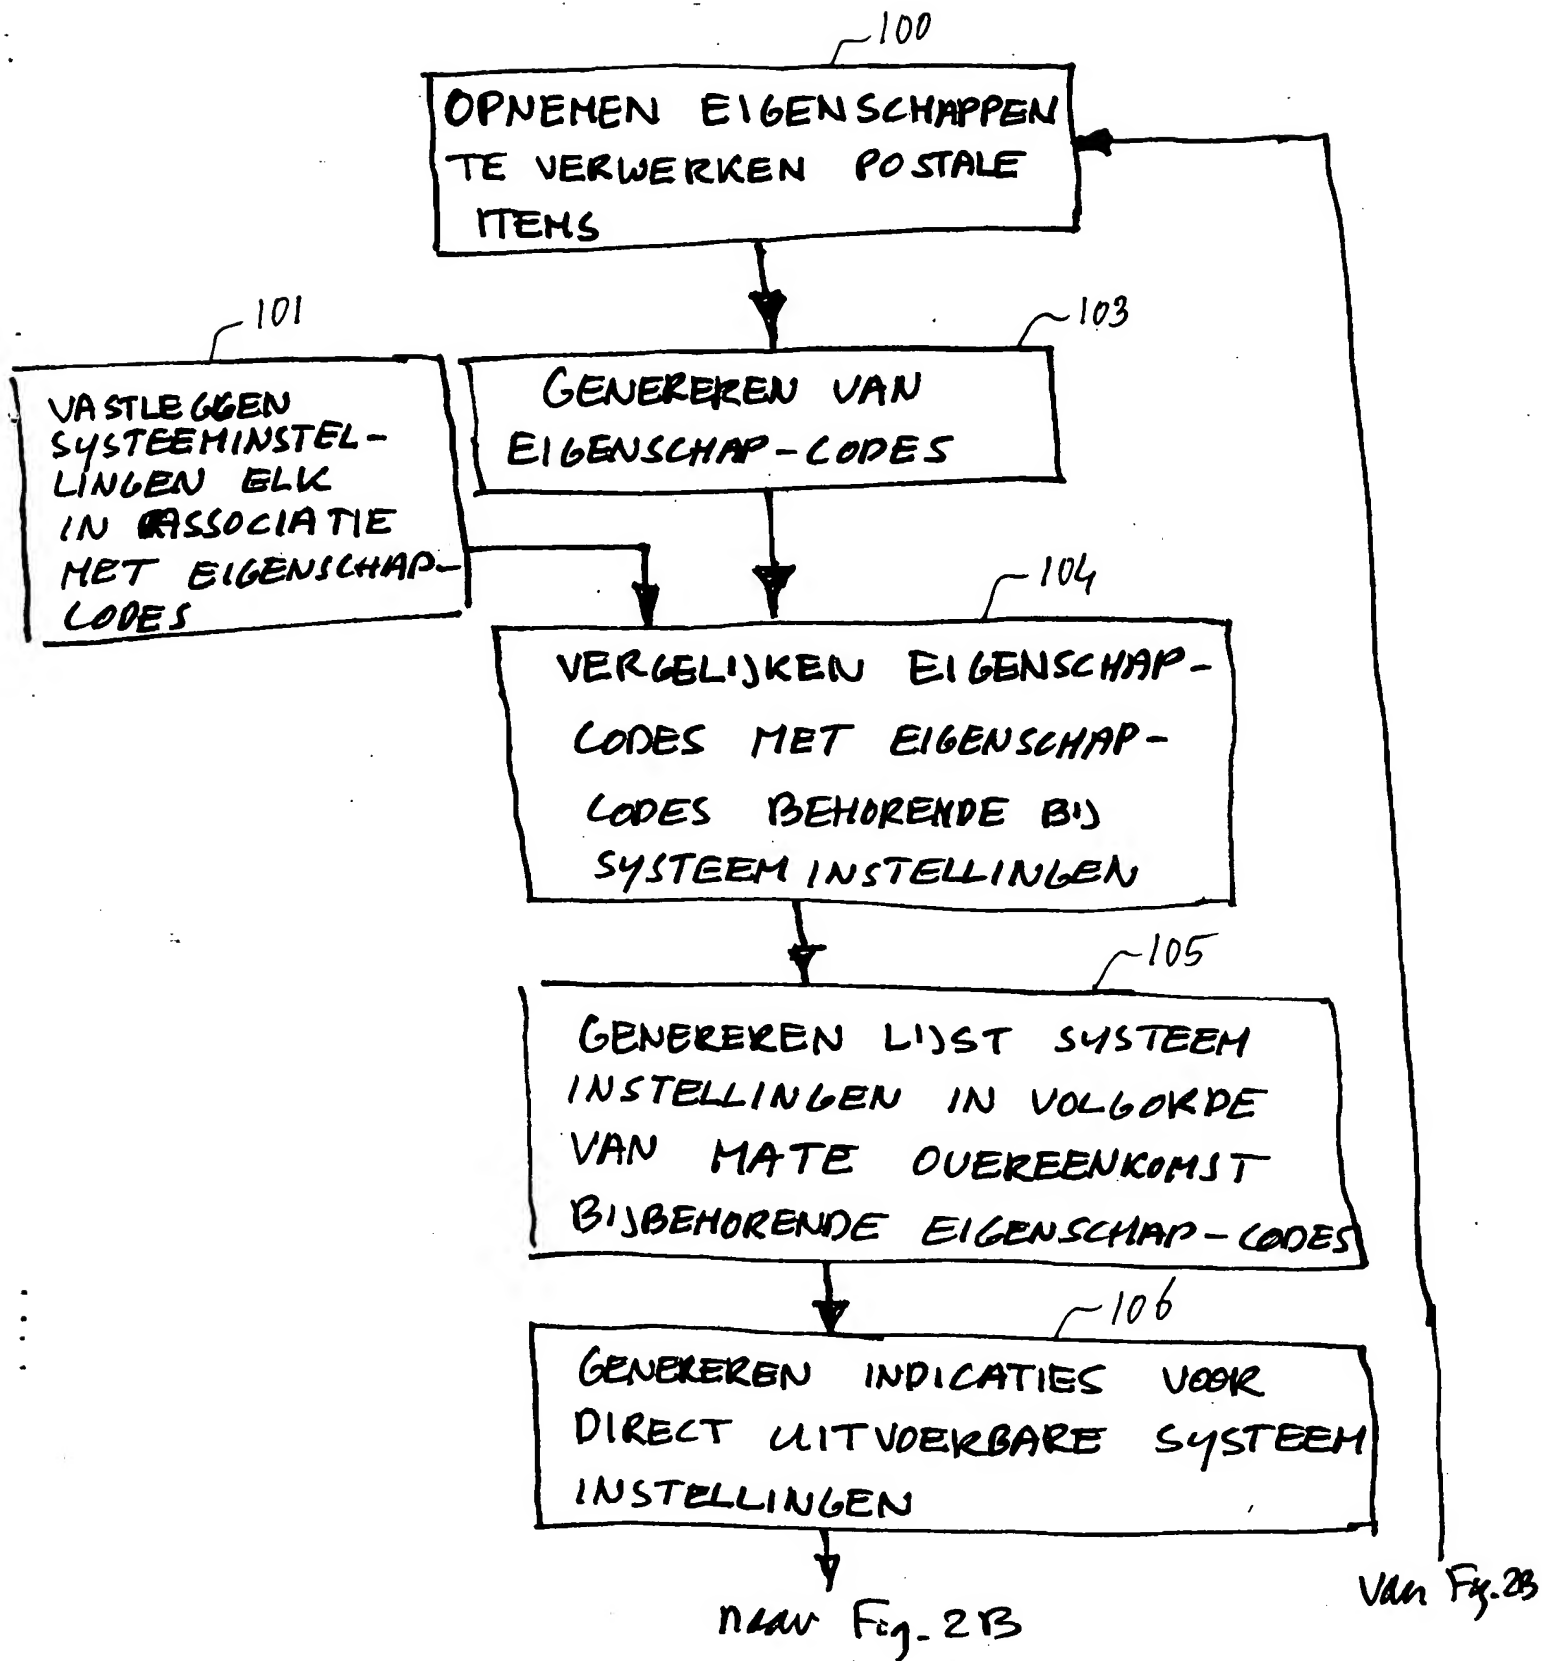 100
OPNEMEN EIGENSCHAPPEN
TE VERWERKEN POSTALE
ITEMS
101
VASTLEGGEN
SYSTEEMINSTEL-
LINGEN ELK
IN ASSOCIATIE
MET EIGENSCHAP-
CODES
103
GENEREREN VAN
EIGENSCHAP-CODES
104
VERGELIJKEN EIGENSCHAP-
CODES MET EIGENSCHAP-
CODES BEHORENDE BIJ
SYSTEEM INSTELLINGEN
105
GENEREREN LIJST SYSTEEM
INSTELLINGEN IN VOLGORDE
VAN MATE OVEREENKOMST
BIJBEHORENDE EIGENSCHAP-CODES
106
GENEREREN INDICATIES VOOR
DIRECT UITVOERBARE SYSTEEM
INSTELLINGEN
naar Fig. 2B
Van Fig. 2B